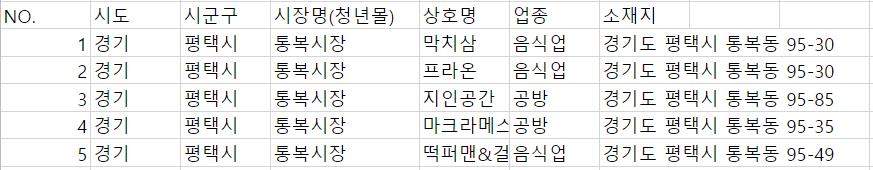 NO. 시도 시군구 시장명(청년몰) 상호명 업종 소재지
1 경기 평택시 통복시장 막치삼 음식업 경기도 평택시 통복동 95-30
2 경기 평택시 통복시장 프라온 음식업 경기도 평택시 통복동 95-30
3 경기 평택시 통복시장 지인공간 공방 경기도 평택시 통복동 95-85
4 경기 평택시 통복시장 마크라메스 공방 경기도 평택시 통복동 95-35
5 경기 평택시 통복시장 떡퍼맨&걸 음식업 경기도 평택시 통복동 95-49